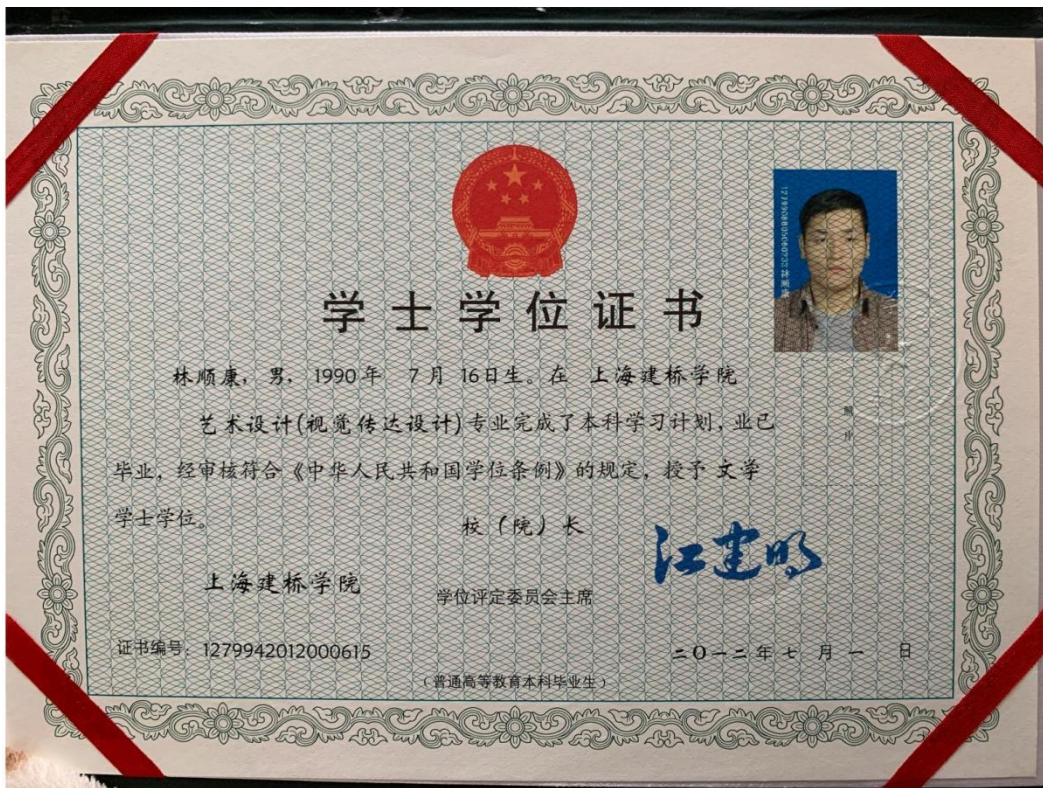 学士学位证书
林顺康，男，1990年 7月 16日生。在 上海建桥学院
艺术设计(视觉传达设计)专业完成了本科学习计划，业已
毕业，经审核符合《中华人民共和国学位条例》的规定，授予 文学
学士学位。
校（院）长
江建明
上海建桥学院
学位评定委员会主席
证书编号：1279942012000615
二〇一二年七月一日
（普通高等教育本科毕业生）
照片